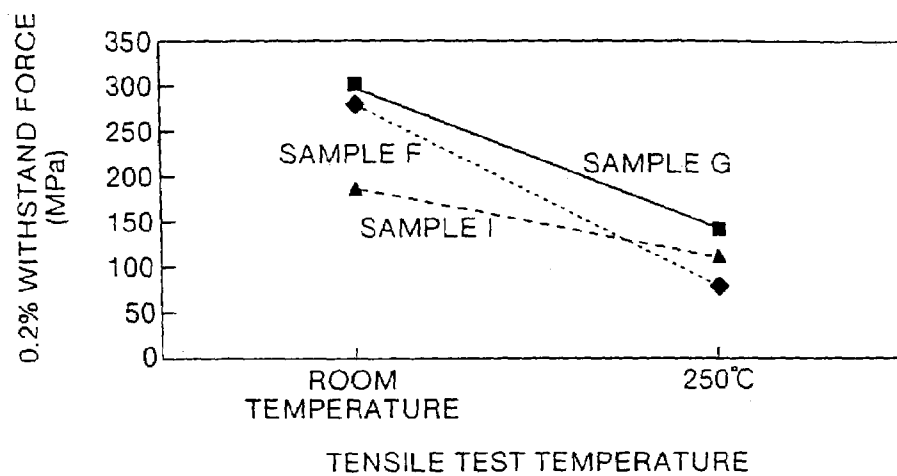 0.2% WITHSTAND FORCE
(MPa)
350
300
250
200
150
100
50
0
SAMPLE F
SAMPLE G
SAMPLE I
ROOM
TEMPERATURE
250℃
TENSILE TEST TEMPERATURE